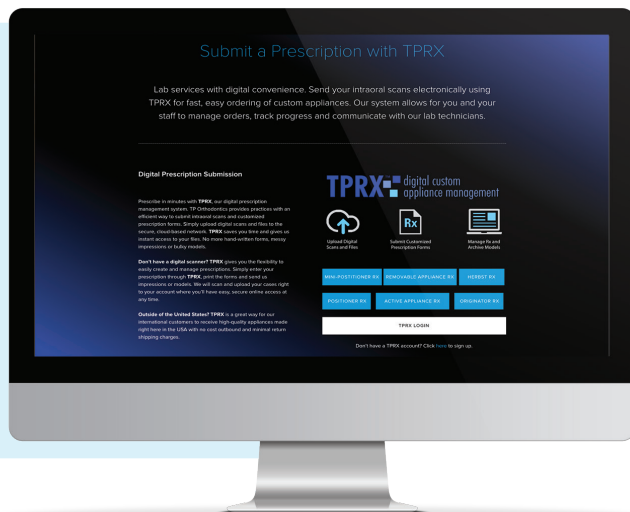 Submit a Prescription with TPRX
Lab services with digital convenience. Send your intraoral scans electronically using
TPRX for fast, easy ordering of custom appliances. Our system allows for you and your
staff to manage orders, track progress and communicate with our lab technicians.
Digital Prescription Submission
Prescribe in minutes with TPRX, our digital prescription
management system. TP Orthodontics provides practices with an
efficient way to submit intraoral scans and customized
prescription forms. Simply upload digital scans and files to the
secure, cloud-based network. TPRX saves you time and gives us
instant access to your files. No more hand-written forms, messy
impressions or bulky models.
Don't have a digital scanner? TPRX gives you the flexibility to
easily create and manage prescriptions. Simply enter your
prescription through TPRX, print the forms and send us
impressions or models. We will scan and upload your cases right
to your account where you'll have easy, secure online access at
any time.
Outside of the United States? TPRX is a great way for our
international customers to receive high-quality appliances made
right here in the USA with no cost outbound and minimal return
shipping charges.
TPRX digital custom
appliance management
Rx
Upload Digital
Scans and Files
Submit Customized
Prescription Forms
Manage Rx and
Archive Models
MINI-POSTITIONER RX
REMOVABLE APPLIANCE RX
HERBST RX
POSITIONER RX
ACTIVE APPLIANCE RX
ORIGINATOR RX
TPRX LOGIN
Don't have a TPRX account? Click here to sign up.